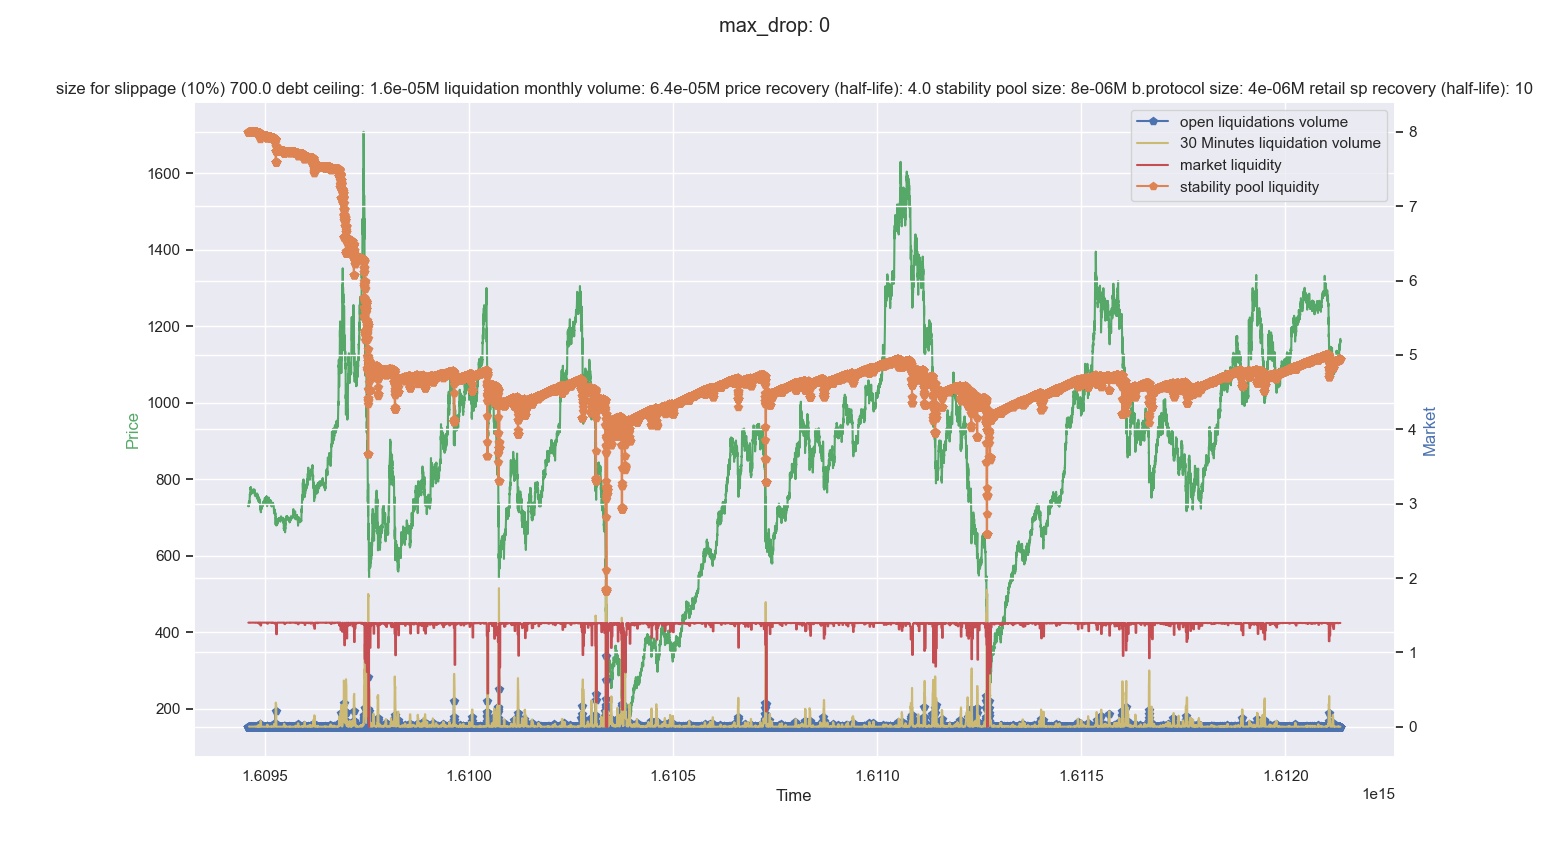 max_drop: 0
size for slippage (10%) 700.0 debt ceiling: 1.6e-05M liquidation monthly volume: 6.4e-05M price recovery (half-life): 4.0 stability pool size: 8e-06M b.protocol size: 4e-06M retail sp recovery (half-life): 10
open liquidations volume
30 Minutes liquidation volume
market liquidity
stability pool liquidity
Price
1600
1400
1200
1000
800
600
400
200
8
7
6
5
4
3
2
1
0
Market
1.6095
1.6100
1.6105
1.6110
1.6115
1.6120
Time
1e15